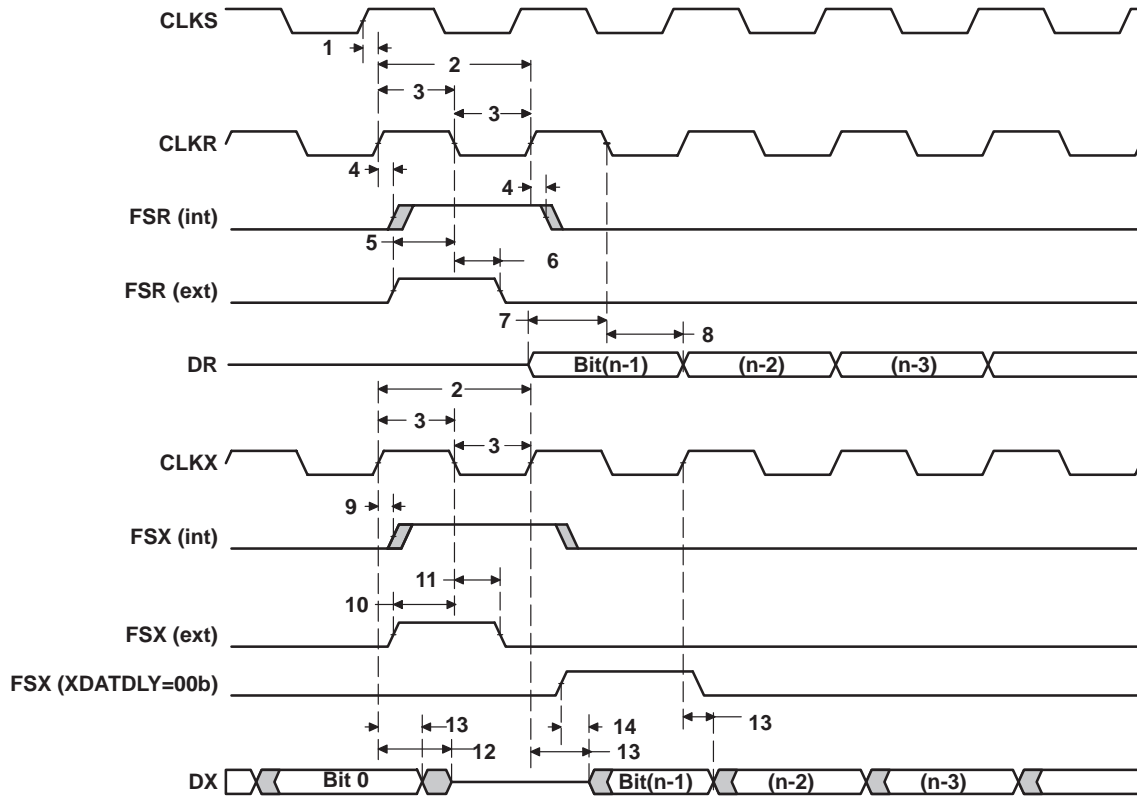 CLKS
1
2
3
3
CLKR
4
4
FSR (int)
5
6
FSR (ext)
7
8
DR Bit(n-1) (n-2) (n-3)
2
3
3
CLKX
9
FSX (int)
11
10
FSX (ext)
FSX (XDATDLY=00b)
13 14 13
12 13
DX Bit 0 Bit(n-1) (n-2) (n-3)